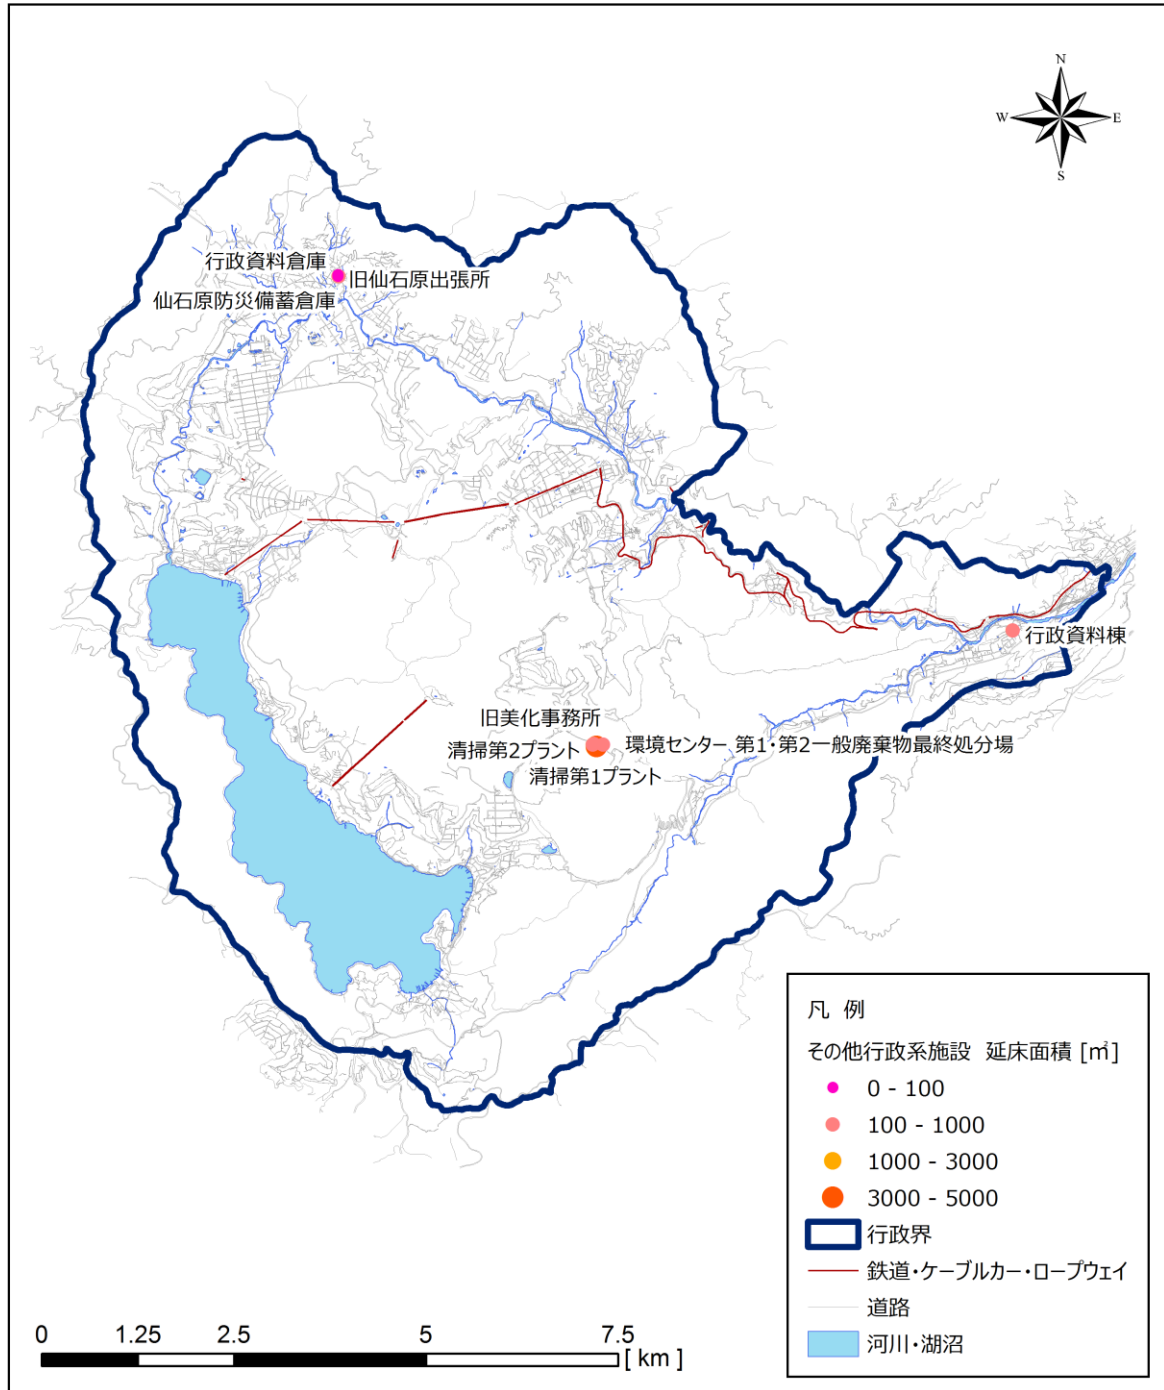 N
W
E
S
行政資料倉庫
旧仙石原出張所
仙石原防災備蓄倉庫
行政資料棟
旧美化事務所
清掃第2プラント
環境センター 第1・第2一般廃棄物最終処分場
清掃第1プラント
凡 例
その他行政系施設 延床面積 [㎡]
0 - 100
100 - 1000
1000 - 3000
3000 - 5000
行政界
鉄道・ケーブルカー・ロープウェイ
道路
河川・湖沼
0 1.25 2.5 5 7.5
[ km ]